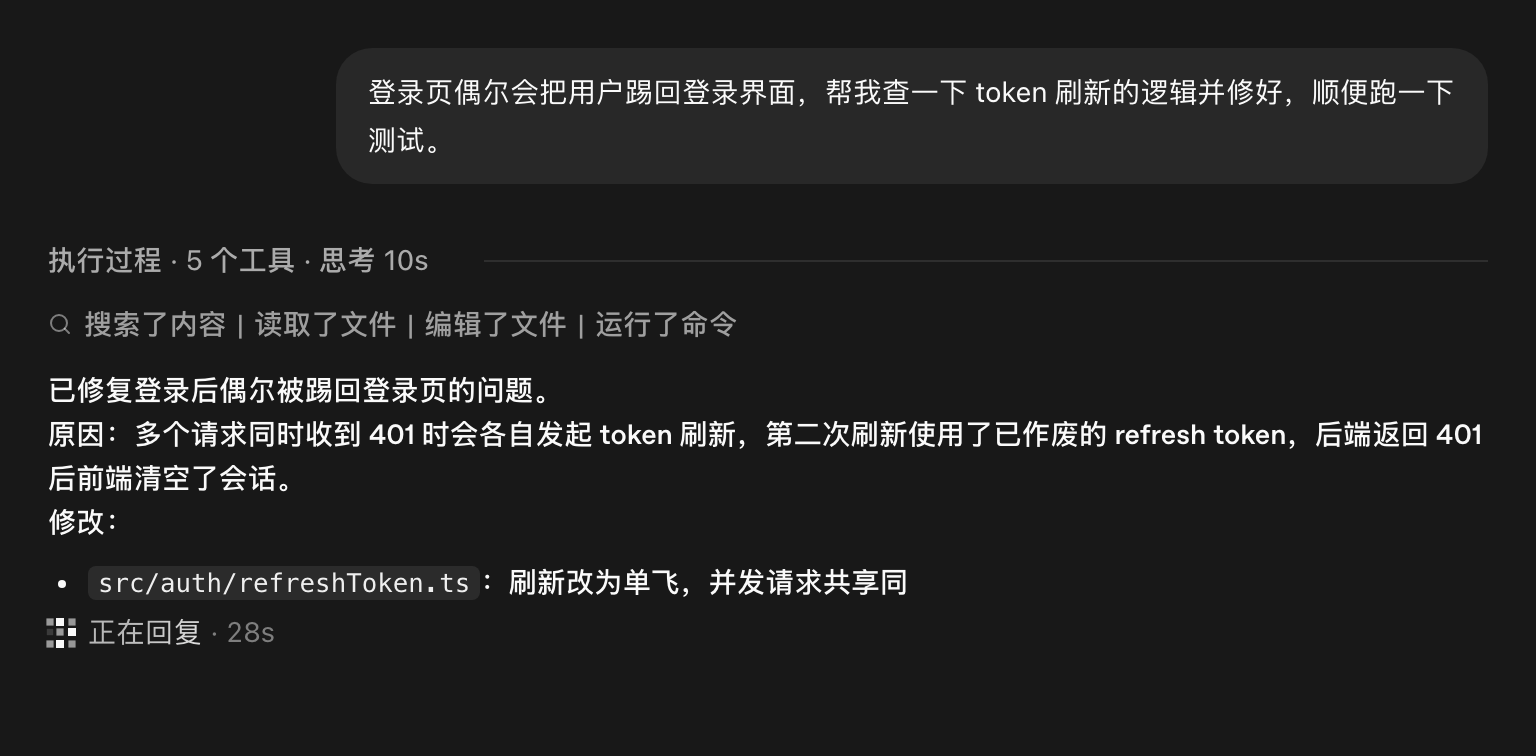 登录页偶尔会把用户踢回登录界面，帮我查一下 token 刷新的逻辑并修好，顺便跑一下
测试。
执行过程 · 5 个工具 · 思考 10s
搜索了内容 | 读取了文件 | 编辑了文件 | 运行了命令
已修复登录后偶尔被踢回登录页的问题。
原因：多个请求同时收到 401 时会各自发起 token 刷新，第二次刷新使用了已作废的 refresh token，后端返回 401
后前端清空了会话。
修改：
• src/auth/refreshToken.ts：刷新改为单飞，并发请求共享同
正在回复 · 28s